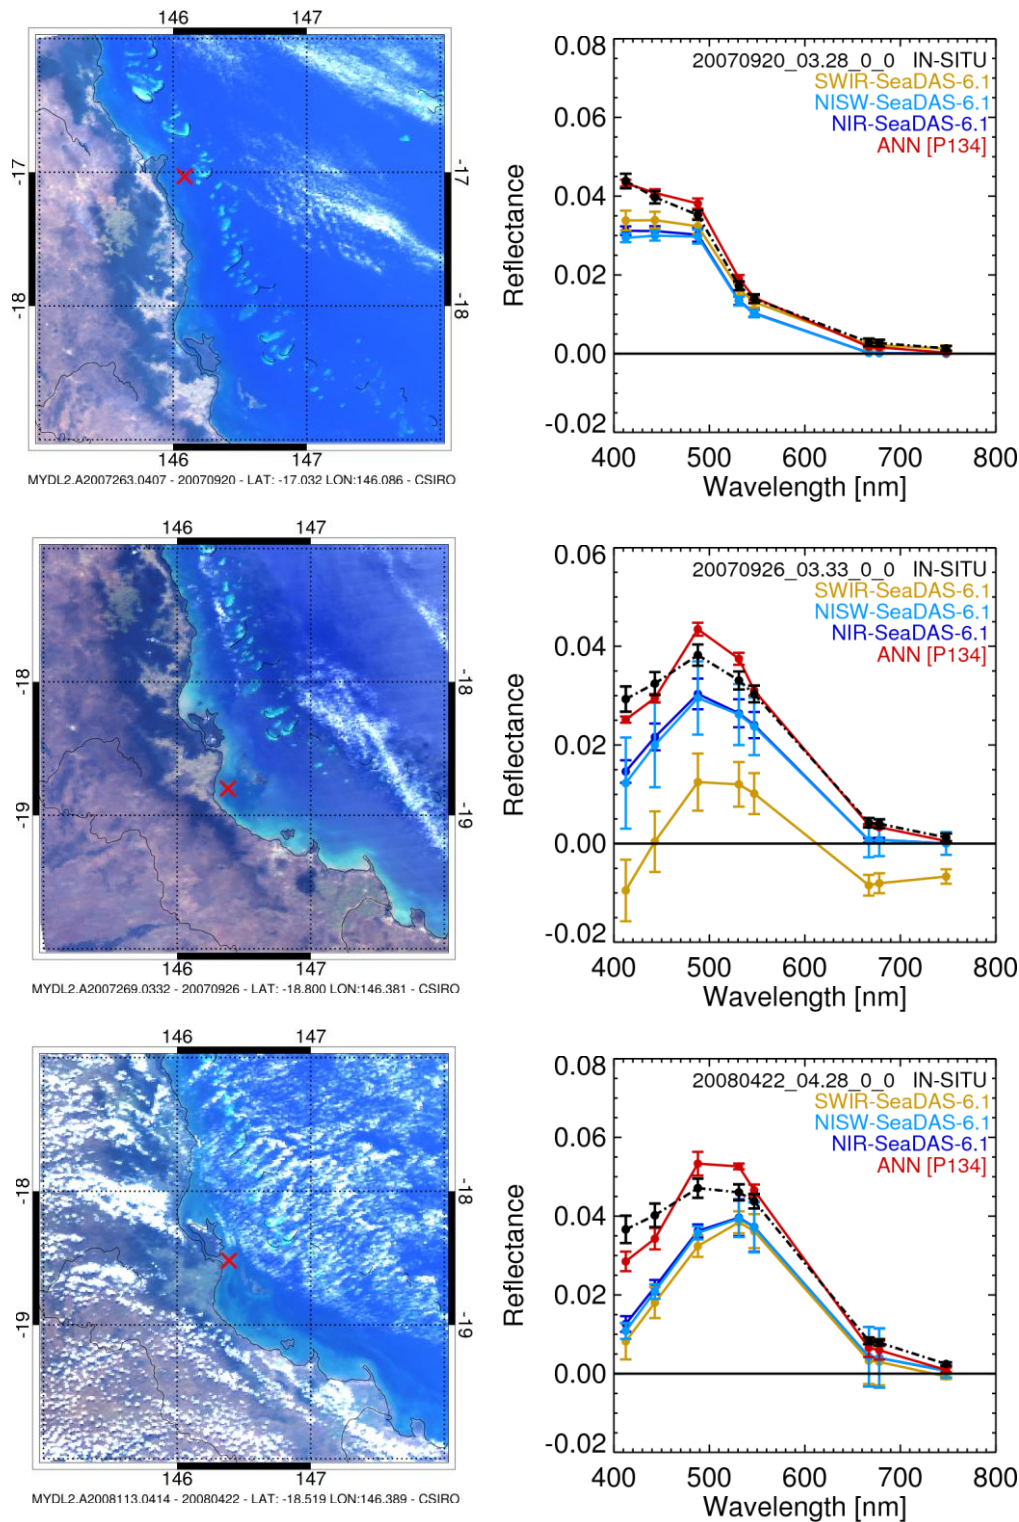 146 147
-17 -17
-18 -18
146 147
MYDL2.A2007263.0407 - 20070920 - LAT: -17.032 LON:146.086 - CSIRO
0.08
0.06
0.04
0.02
0.00
-0.02
Reflectance
20070920_03.28_0_0 IN-SITU
SWIR-SeaDAS-6.1
NISW-SeaDAS-6.1
NIR-SeaDAS-6.1
ANN [P134]
400 500 600 700 800
Wavelength [nm]
146 147
-18 -18
-19 -19
146 147
MYDL2.A2007269.0332 - 20070926 - LAT: -18.800 LON:146.381 - CSIRO
0.06
0.04
0.02
0.00
-0.02
Reflectance
20070926_03.33_0_0 IN-SITU
SWIR-SeaDAS-6.1
NISW-SeaDAS-6.1
NIR-SeaDAS-6.1
ANN [P134]
400 500 600 700 800
Wavelength [nm]
146 147
-18 -18
-19 -19
146 147
MYDL2.A2008113.0414 - 20080422 - LAT: -18.519 LON:146.389 - CSIRO
0.08
0.06
0.04
0.02
0.00
-0.02
Reflectance
20080422_04.28_0_0 IN-SITU
SWIR-SeaDAS-6.1
NISW-SeaDAS-6.1
NIR-SeaDAS-6.1
ANN [P134]
400 500 600 700 800
Wavelength [nm]